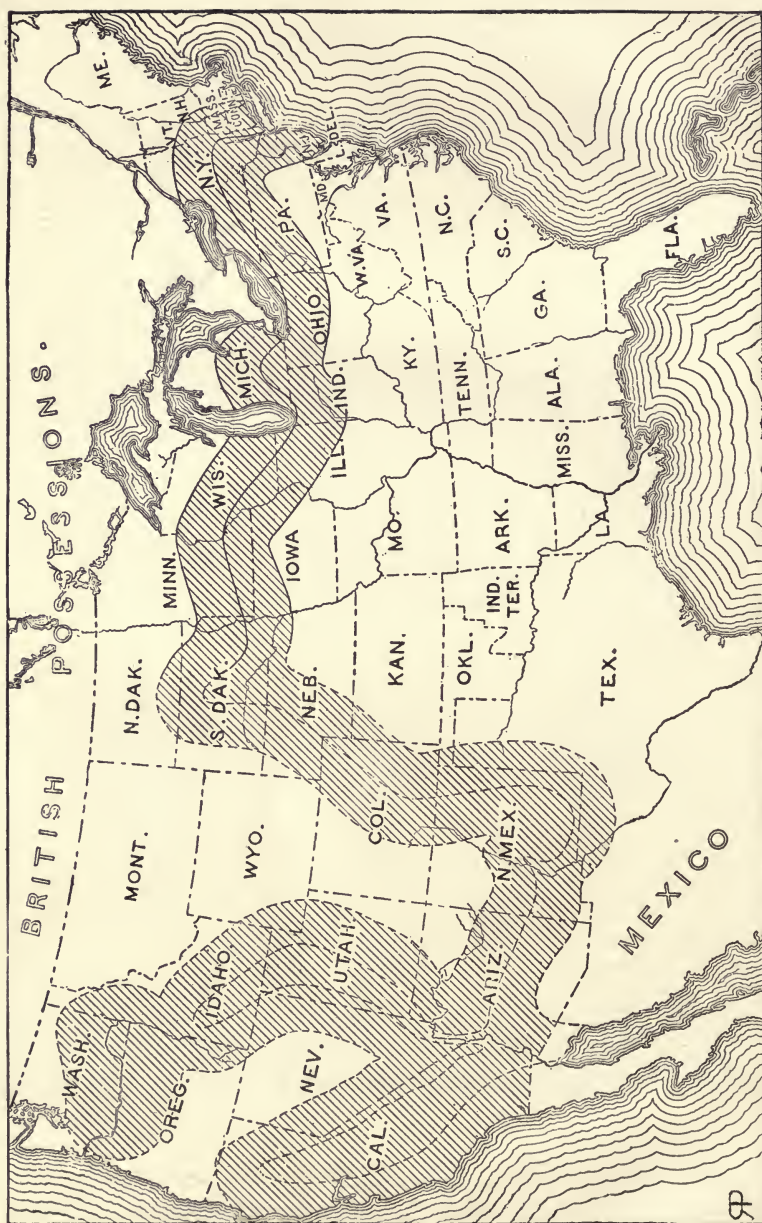 BRITISH POSSESSIONS.
WASH.
MONT.
N.DAK.
MINN.
ME.
N.H.
MASS.
CONN.
N.Y.
OREG.
IDAHO.
WYO.
S.DAK.
WIS.
MICH.
PA.
DEL.
MD.
NEV.
UTAH.
COL.
NEB.
IOWA
ILL.
IND.
OHIO.
W.VA.
VA.
CAL.
ARIZ.
N.MEX.
KAN.
MO.
KY.
N.C.
OKL.
IND.
TER.
ARK.
TENN.
S.C.
TEX.
LA.
MISS.
ALA.
GA.
FLA.
MEXICO